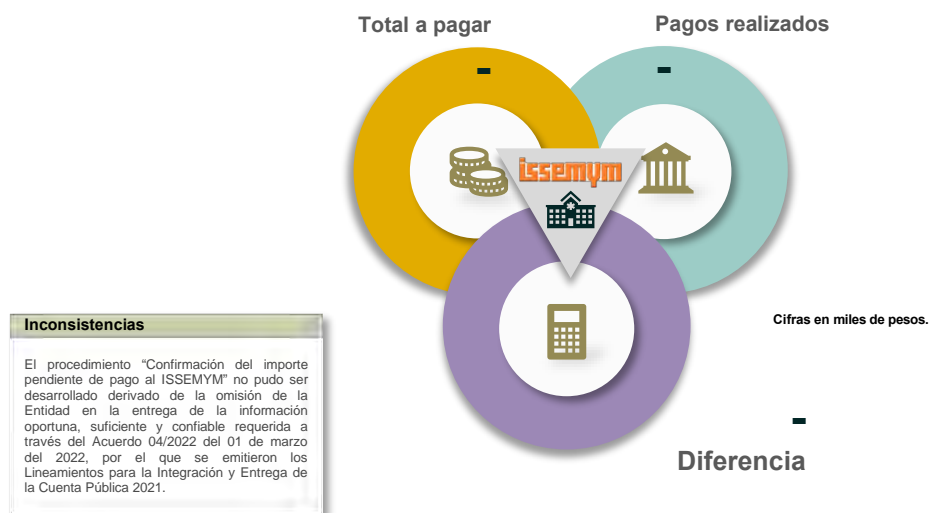 Total a pagar
Pagos realizados
-
-
issemym
Cifras en miles de pesos.
-
Diferencia
Inconsistencias
El procedimiento “Confirmación del importe
pendiente de pago al ISSEMYM” no pudo ser
desarrollado derivado de la omisión de la
Entidad en la entrega de la información
oportuna, suficiente y confiable requerida a
través del Acuerdo 04/2022 del 01 de marzo
del 2022, por el que se emitieron los
Lineamientos para la Integración y Entrega de
la Cuenta Pública 2021.